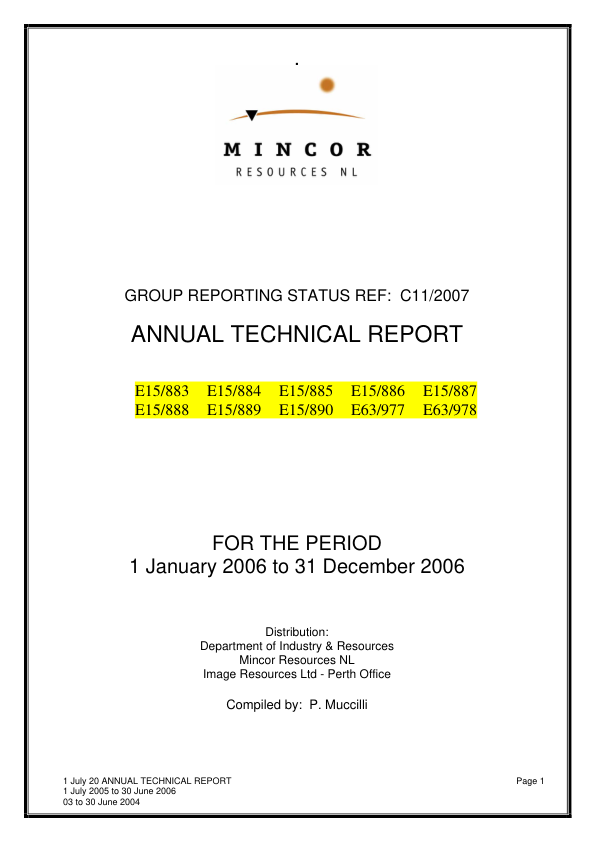 MINCOR
RESOURCES NL
GROUP REPORTING STATUS REF: C11/2007
ANNUAL TECHNICAL REPORT
E15/883 E15/884 E15/885 E15/886 E15/887
E15/888 E15/889 E15/890 E63/977 E63/978
FOR THE PERIOD
1 January 2006 to 31 December 2006
Distribution:
Department of Industry & Resources
Mincor Resources NL
Image Resources Ltd - Perth Office
Compiled by: P. Muccilli
1 July 20 ANNUAL TECHNICAL REPORT Page 1
1 July 2005 to 30 June 2006
03 to 30 June 2004